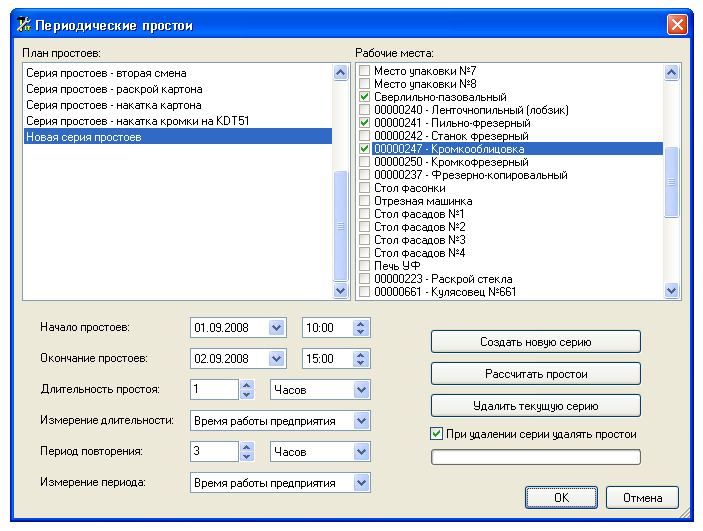 Периодические простои
План простоев:
Серия простоев - вторая смена
Серия простоев - раскрой картона
Серия простоев - накатка картона
Серия простоев - накатка кромки на KDT51
Новая серия простоев
Рабочие места:
Место упаковки №7
Место упаковки №8
Сверлильно-пазовальный
00000240 - Ленточнопильный (лобзик)
00000241 - Пильно-фрезерный
00000242 - Станок фрезерный
00000247 - Кромкооблицовка
00000250 - Кромкофрезерный
00000237 - Фрезерно-копировальный
Стол фасонки
Отрезная машинка
Стол фасадов №1
Стол фасадов №2
Стол фасадов №3
Стол фасадов №4
Печь УФ
00000223 - Раскрой стекла
00000661 - Кулясовец №661
Начало простоев: 01.09.2008 10:00
Окончание простоев: 02.09.2008 15:00
Длительность простоя: 1 Часов
Измерение длительности: Время работы предприятия
Период повторения: 3 Часов
Измерение периода: Время работы предприятия
Создать новую серию
Рассчитать простои
Удалить текущую серию
При удалении серии удалять простои
OK Отмена